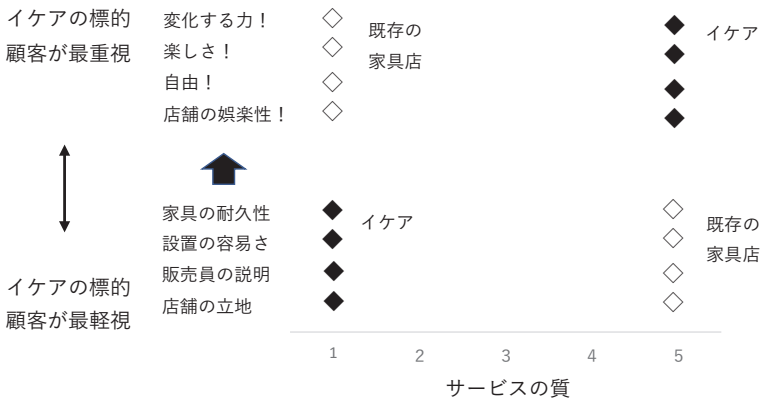 イケアの標的
顧客が最重視
変化する力！
楽しさ！
自由！
店舗の娯楽性！
既存の
家具店
イケア
家具の耐久性
設置の容易さ
販売員の説明
店舗の立地
イケア
既存の
家具店
イケアの標的
顧客が最軽視
1 2 3 4 5
サービスの質